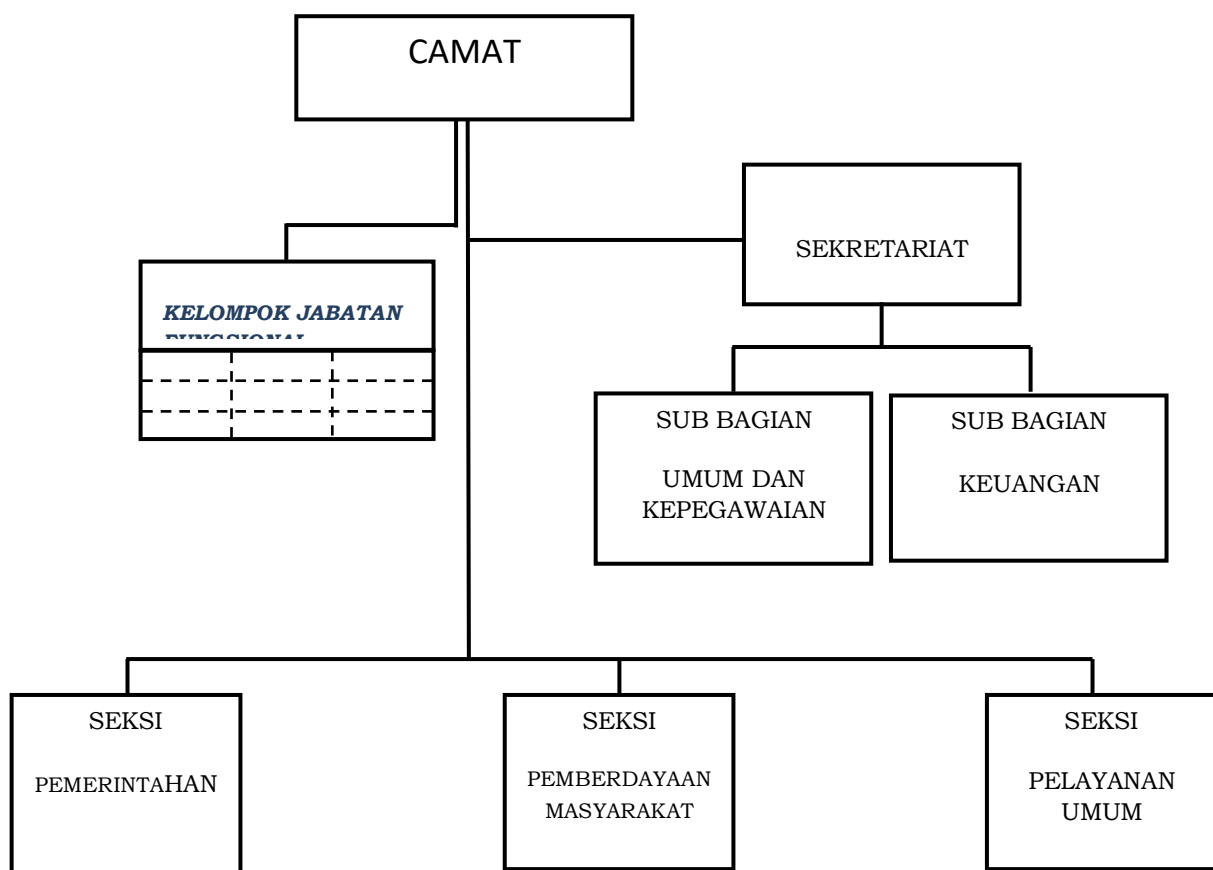 CAMAT
SEKRETARIAT
KELOMPOK JABATAN
FUNGSIONAL
SUB BAGIAN
UMUM DAN
KEPEGAWAIAN
SUB BAGIAN
KEUANGAN
SEKSI
PEMERINTAHAN
SEKSI
PEMBERDAYAAN
MASYARAKAT
SEKSI
PELAYANAN
UMUM